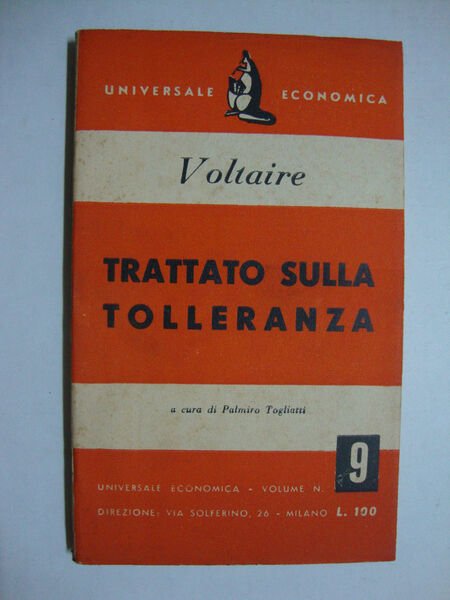 UNIVERSALE ECONOMICA
Voltaire
TRATTATO SULLA
TOLLERANZA
a cura di Palmiro Togliatti
UNIVERSALE ECONOMICA - VOLUME N. 9
DIREZIONE: VIA SOLFERINO, 26 - MILANO L. 100